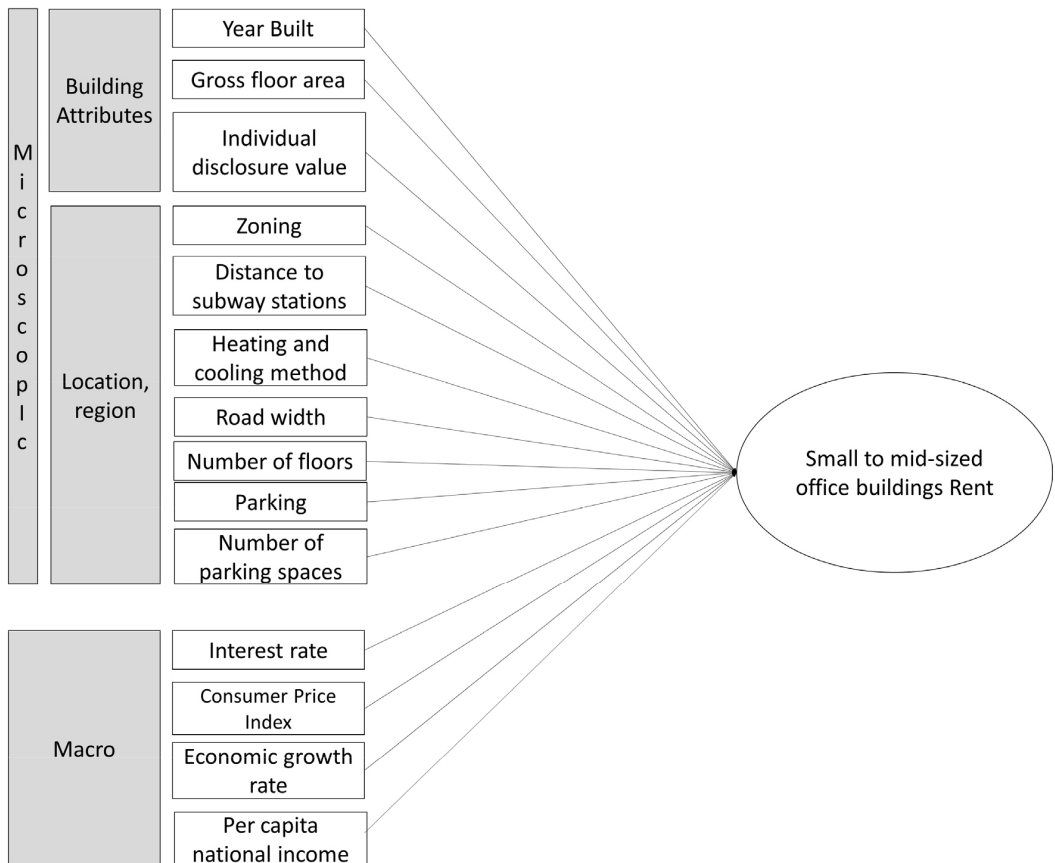 Microscoplc
Building
Attributes
Year Built
Gross floor area
Individual
disclosure value
Location,
region
Zoning
Distance to
subway stations
Heating and
cooling method
Road width
Number of floors
Parking
Number of
parking spaces
Macro
Interest rate
Consumer Price
Index
Economic growth
rate
Per capita
national income
Small to mid-sized
office buildings Rent